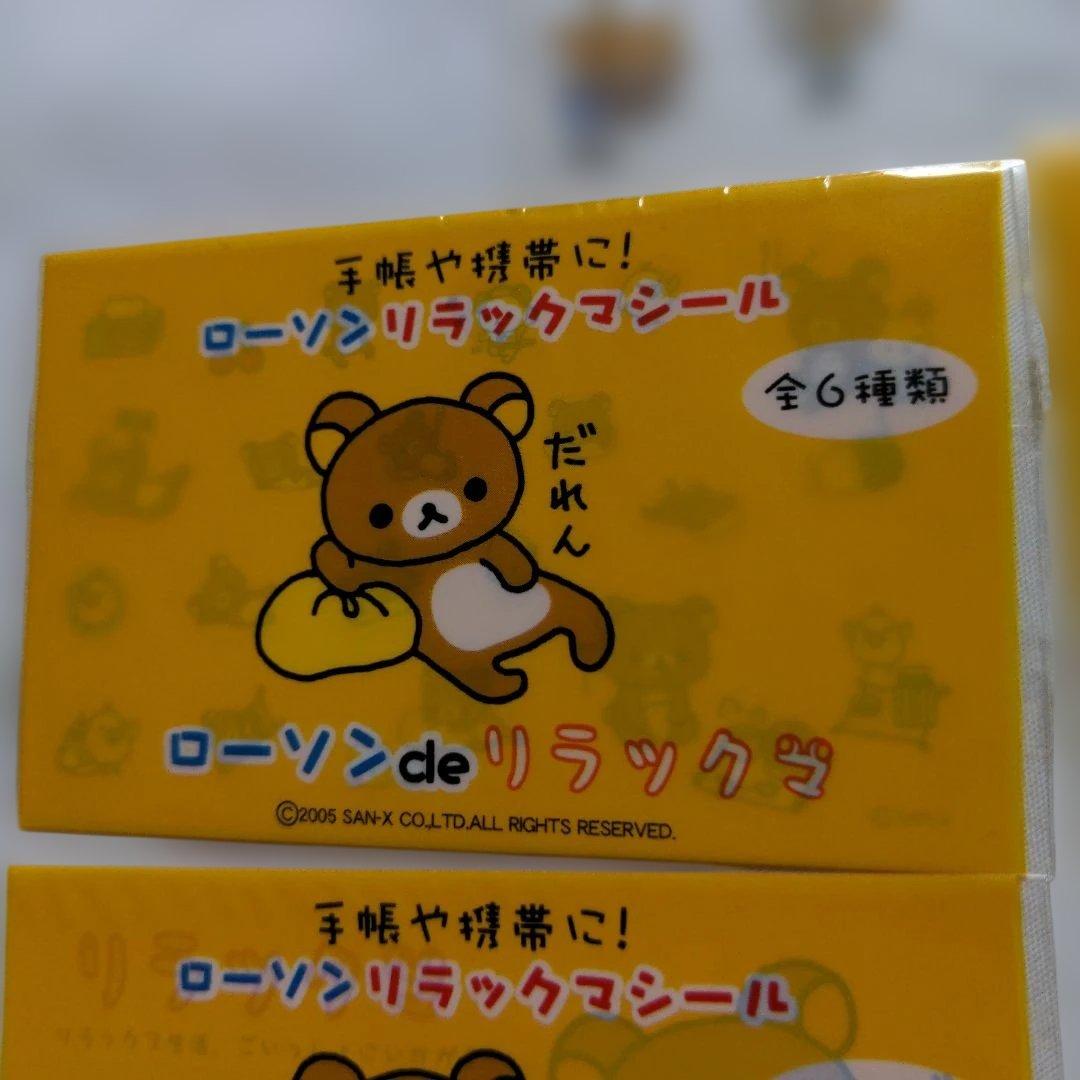 手帳や携帯に!
ローソンリラックマシール
全6種類
だれん
ローソンdeリラックマ
©2005 SAN-X CO.,LTD.ALL RIGHTS RESERVED.
手帳や携帯に!
ローソンリラックマシール